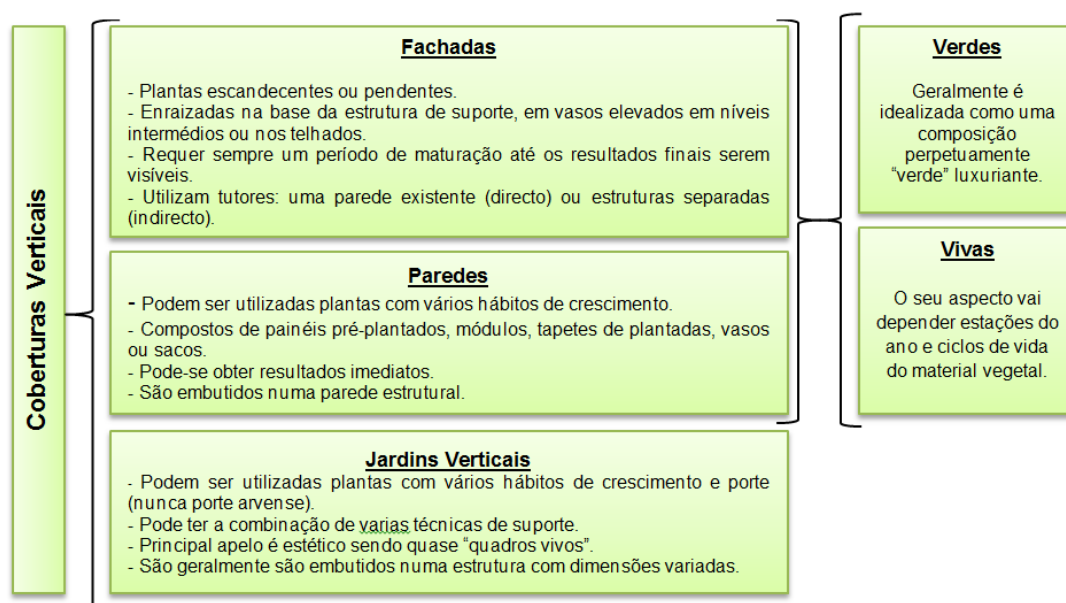 Coberturas Verticais
Fachadas
- Plantas escandecentes ou pendentes.
- Enraizadas na base da estrutura de suporte, em vasos elevados em níveis
intermédios ou nos telhados.
- Requer sempre um período de maturação até os resultados finais serem
visíveis.
- Utilizam tutores: uma parede existente (directo) ou estruturas separadas
(indirecto).
Paredes
- Podem ser utilizadas plantas com vários hábitos de crescimento.
- Compostos de painéis pré-plantados, módulos, tapetes de plantadas, vasos
ou sacos.
- Pode-se obter resultados imediatos.
- São embutidos numa parede estrutural.
Jardins Verticais
- Podem ser utilizadas plantas com vários hábitos de crescimento e porte
(nunca porte arvense).
- Pode ter a combinação de varias técnicas de suporte.
- Principal apelo é estético sendo quase “quadros vivos”.
- São geralmente são embutidos numa estrutura com dimensões variadas.
Verdes
Geralmente é
idealizada como uma
composição
perpetuamente
“verde” luxuriante.
Vivas
O seu aspecto vai
depender estações do
ano e ciclos de vida
do material vegetal.